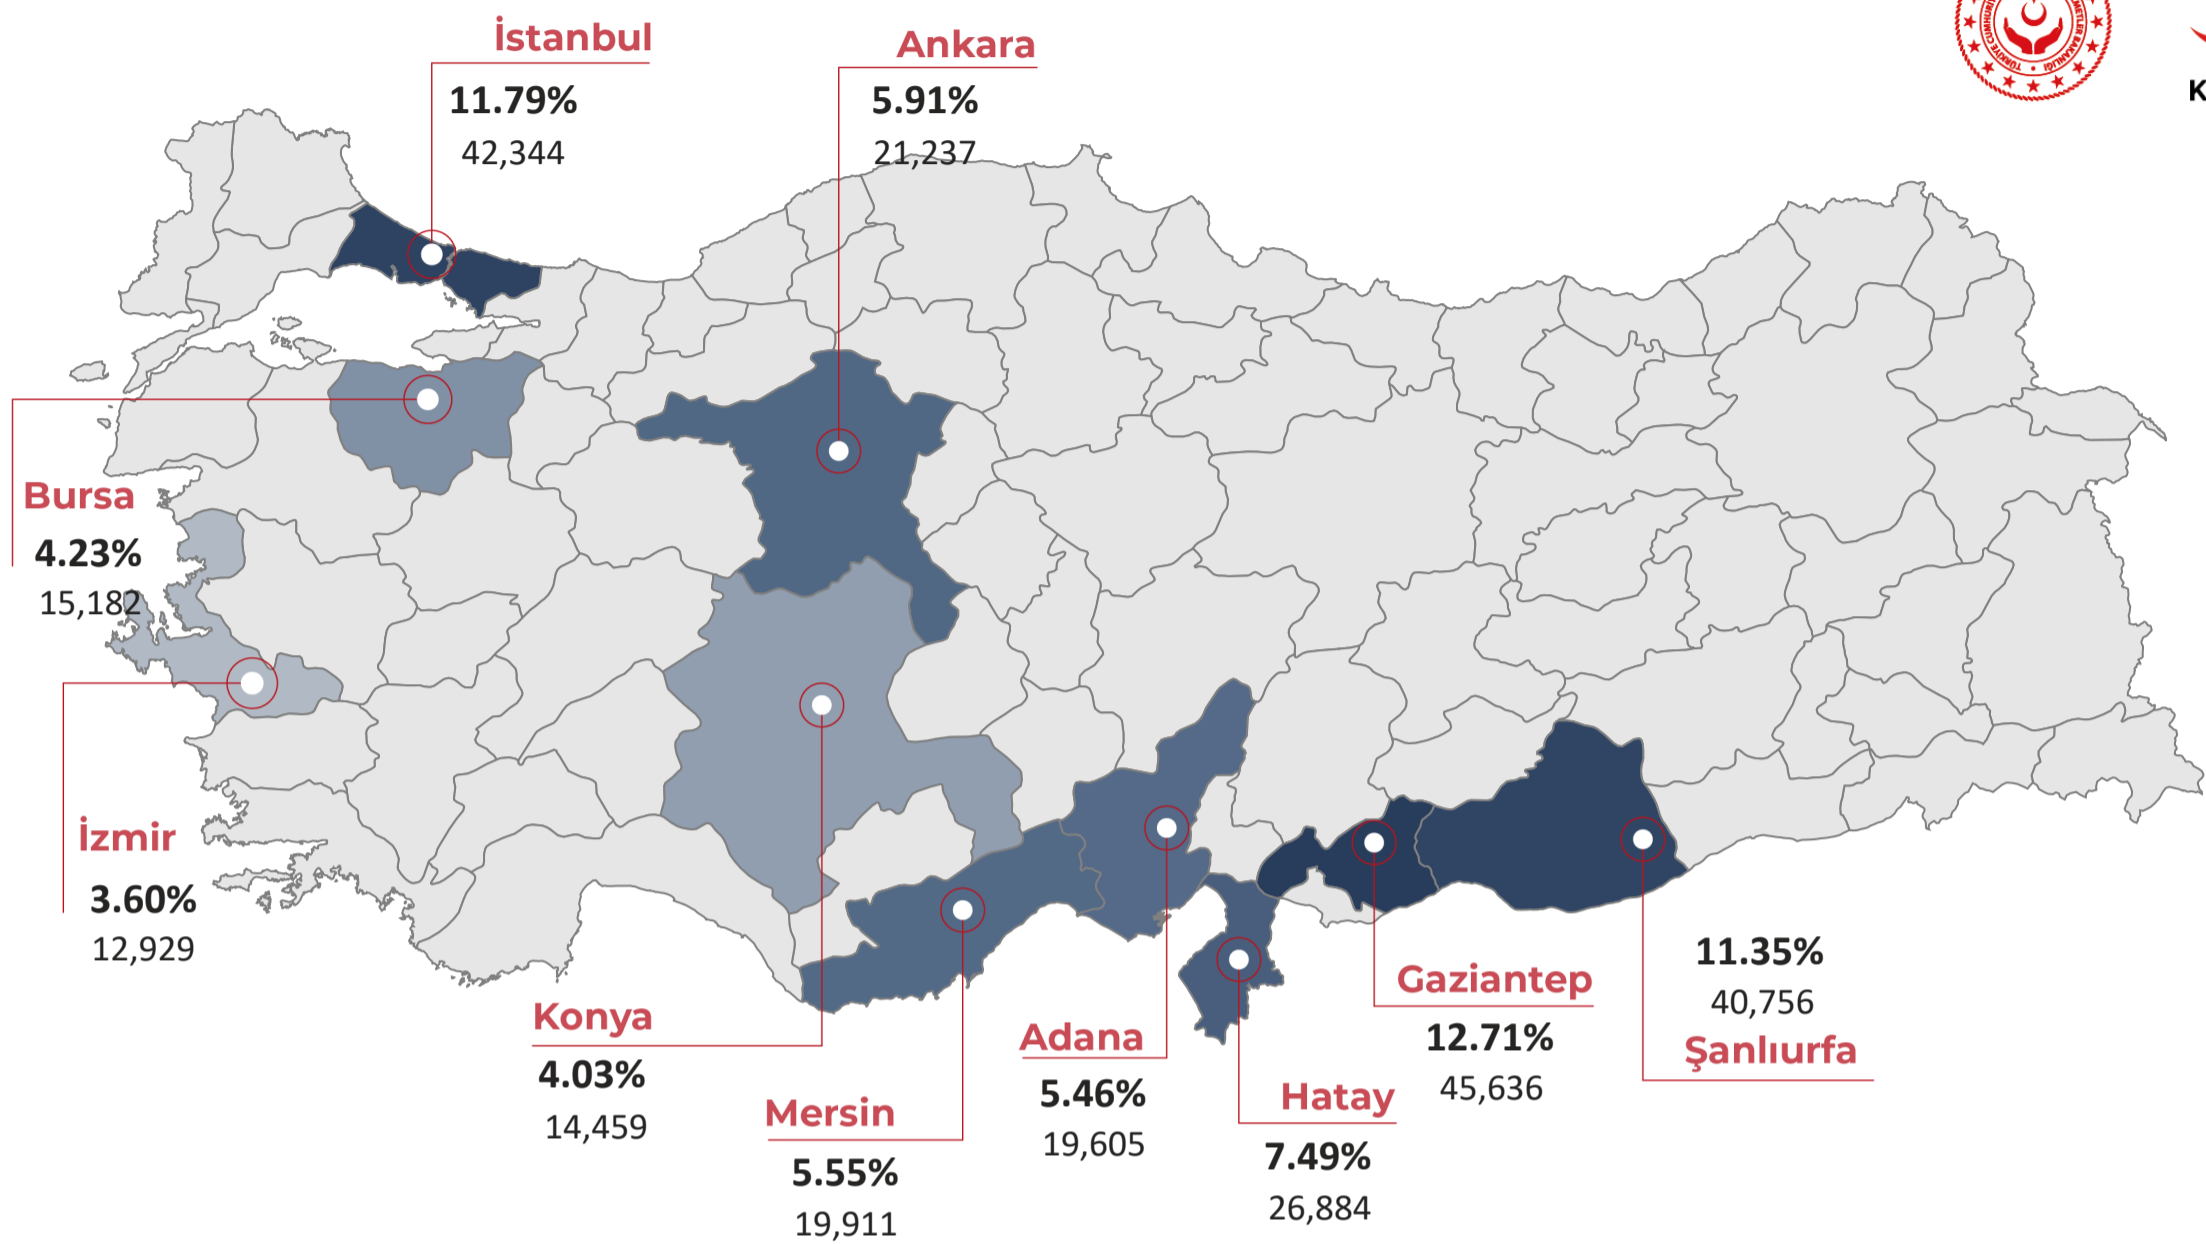 İstanbul
11.79%
42,344
Ankara
5.91%
21,237
K
Bursa
4.23%
15,182
İzmir
3.60%
12,929
Konya
4.03%
14,459
Mersin
5.55%
19,911
Adana
5.46%
19,605
Hatay
7.49%
26,884
Gaziantep
12.71%
45,636
11.35%
40,756
Şanlıurfa